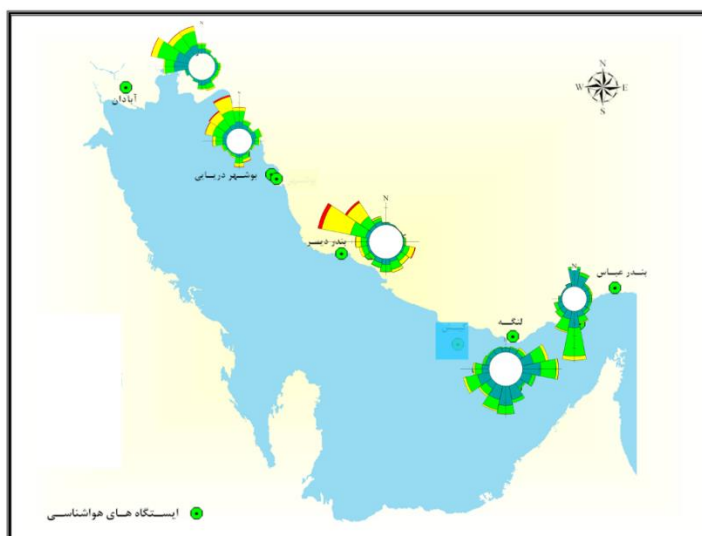 N
W E
S
آبادان
بوشهر دریایی
بندر دیر
N
بندر عباس
لنگه
ایستگاه های هواشناسی